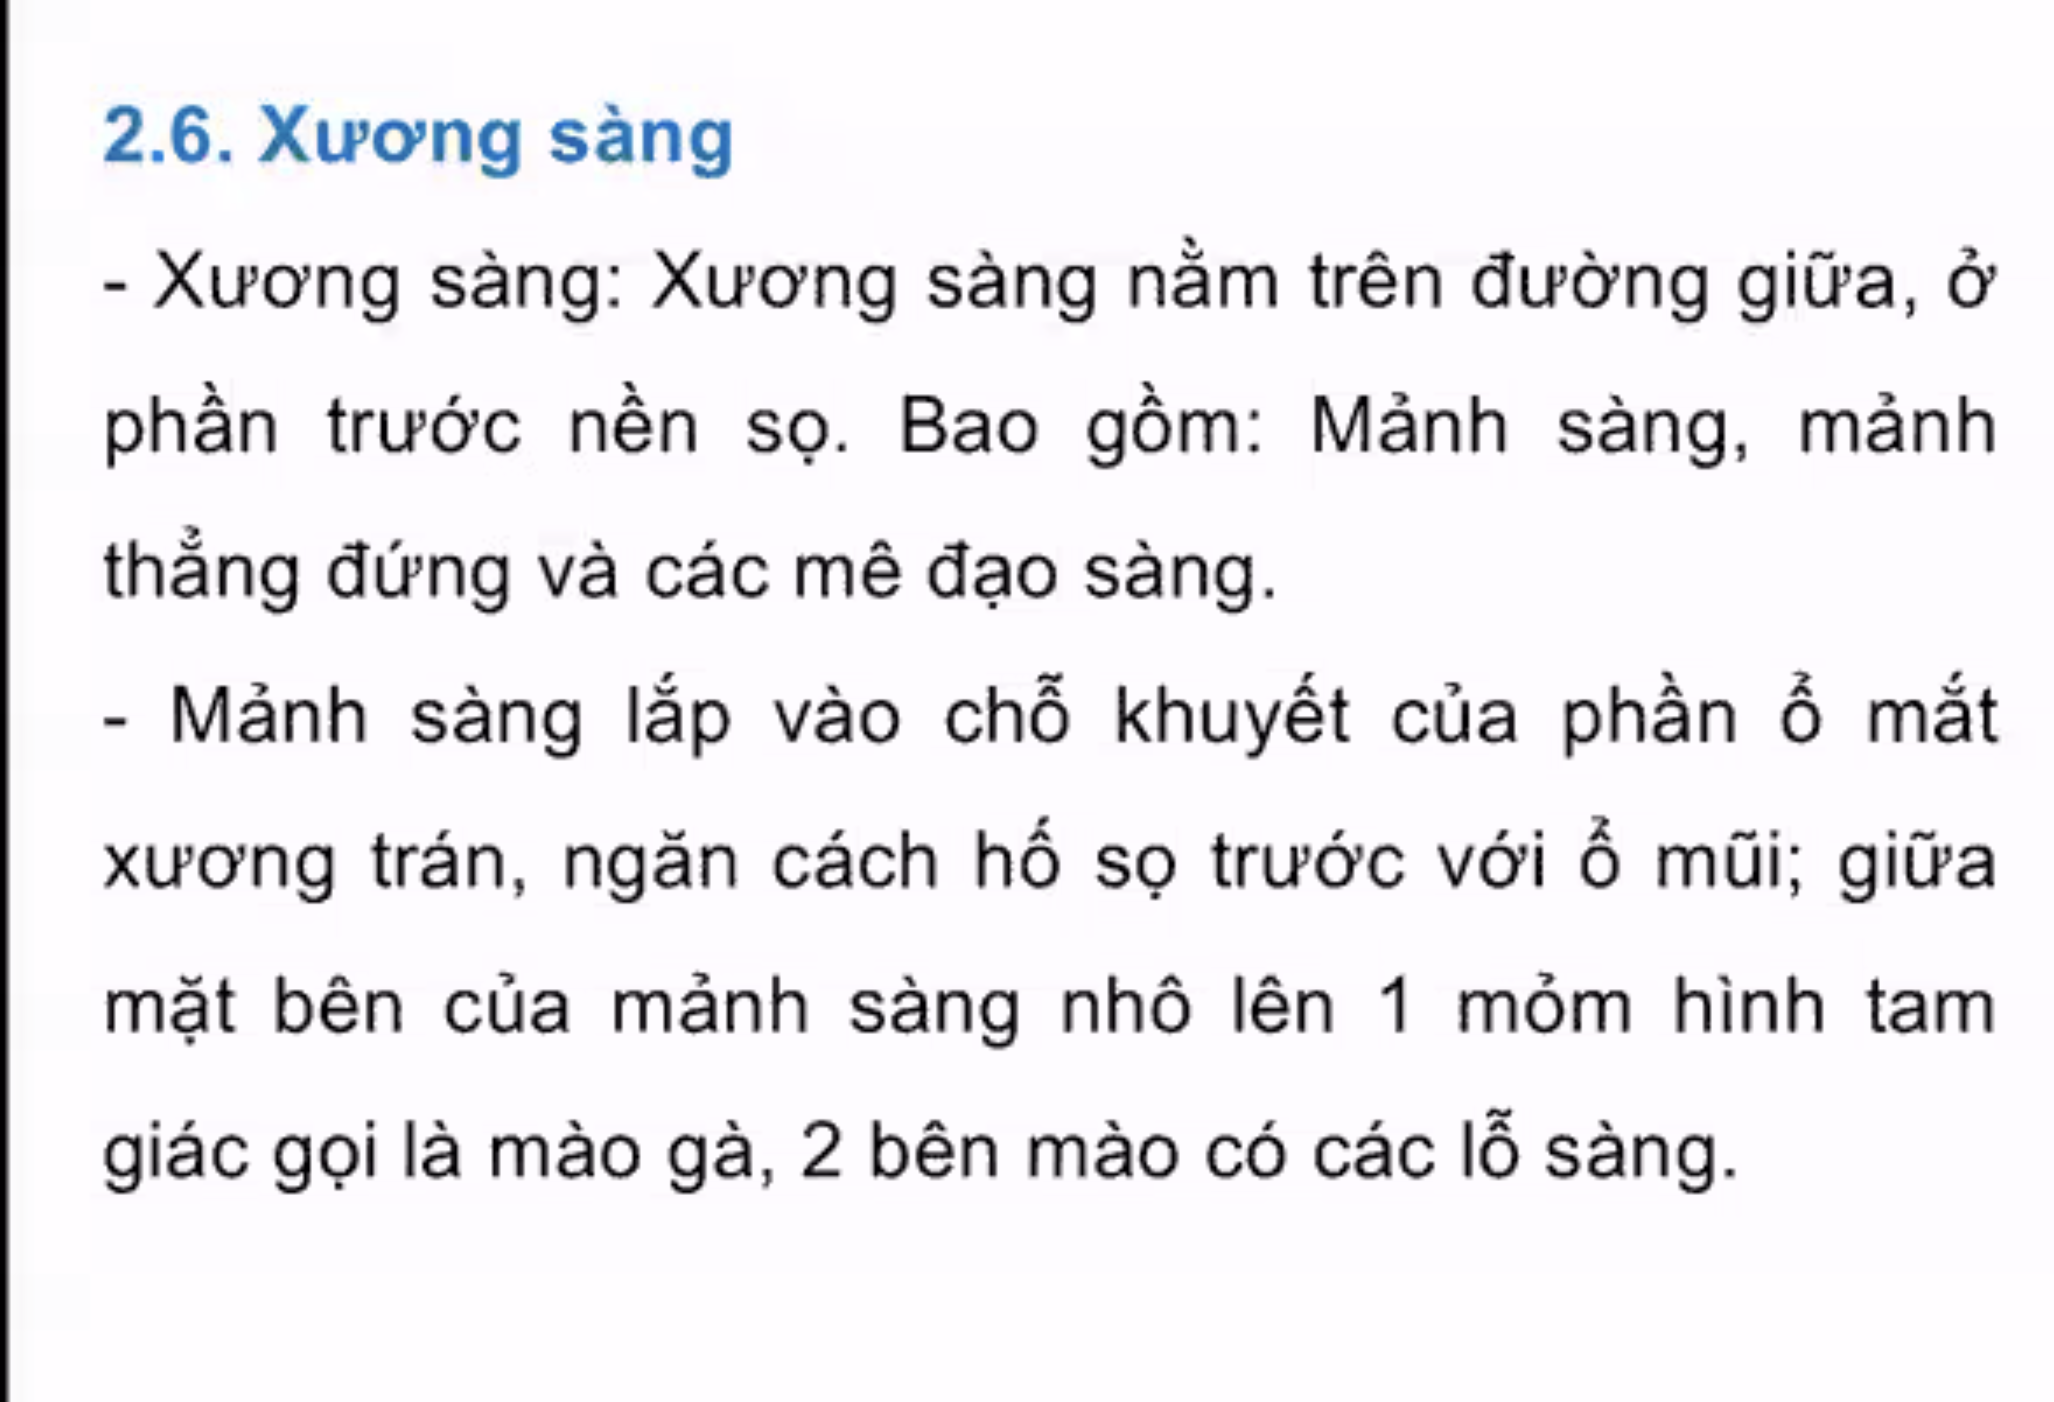 2.6. Xương sàng
- Xương sàng: Xương sàng nằm trên đường giữa, ở
phần trước nền sọ. Bao gồm: Mảnh sàng, mảnh
thẳng đứng và các mê đạo sàng.
- Mảnh sàng lắp vào chỗ khuyết của phần ổ mắt
xương trán, ngăn cách hố sọ trước với ổ mũi; giữa
mặt bên của mảnh sàng nhô lên 1 mỏm hình tam
giác gọi là mào gà, 2 bên mào có các lỗ sàng.